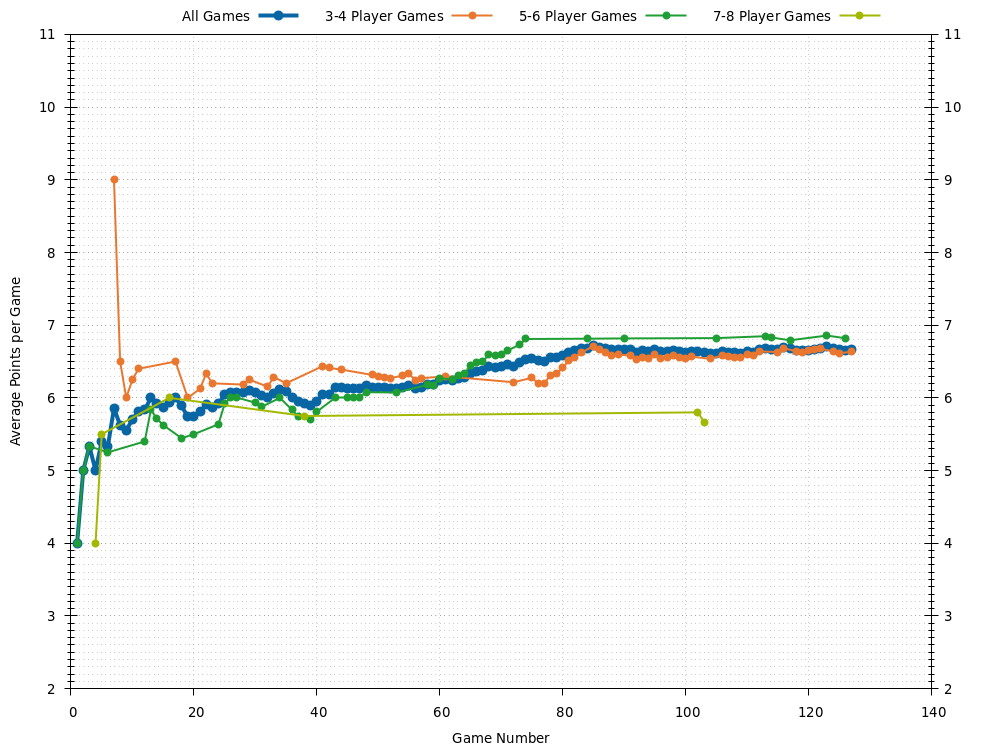 All Games 3-4 Player Games 5-6 Player Games 7-8 Player Games
11 11
10 10
9 9
8 8
7 7
6 6
5 5
4 4
3 3
2 2
Average Points per Game
0 20 40 60 80 100 120 140
Game Number